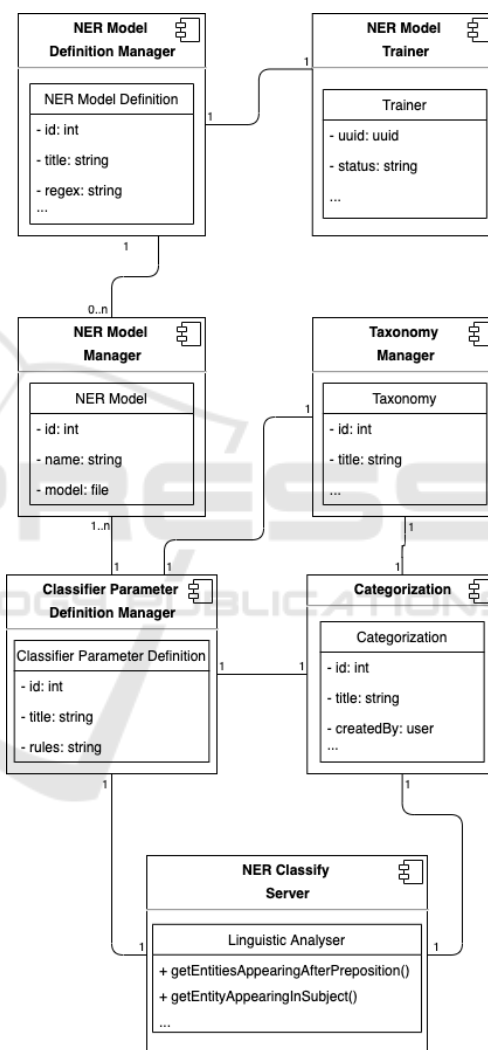 NER Model
Definition Manager
NER Model Definition
- id: int
- title: string
- regex: string
...
1
1
NER Model
Trainer
Trainer
- uuid: uuid
- status: string
...
1
0..n
NER Model
Manager
NER Model
- id: int
- name: string
- model: file
1..n
1
Taxonomy
Manager
Taxonomy
- id: int
- title: string
...
1
1
1
1
Classifier Parameter
Definition Manager
Classifier Parameter Definition
- id: int
- title: string
- rules: string
1
1
Categorization
Categorization
- id: int
- title: string
- createdBy: user
...
1
1
NER Classify
Server
Linguistic Analyser
+ getEntitiesAppearingAfterPreposition()
+ getEntityAppearingInSubject()
...
1
1
PRESS
OGY PUBLICATIONS